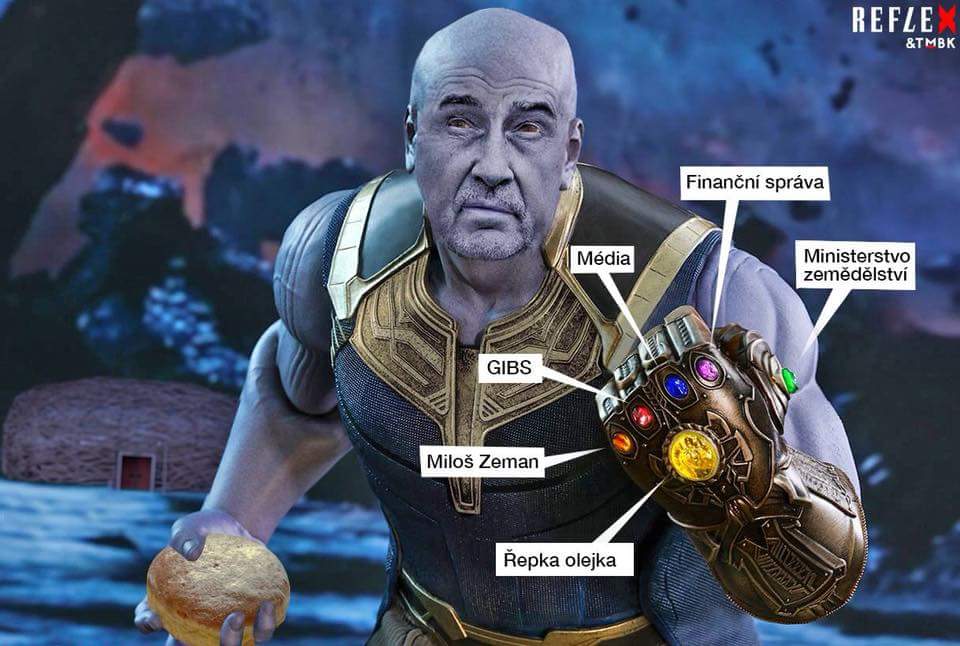 REFLEX
&TMBK
Finanční správa
Média
Ministerstvo
zemědělství
GIBS
Miloš Zeman
Řepka olejka